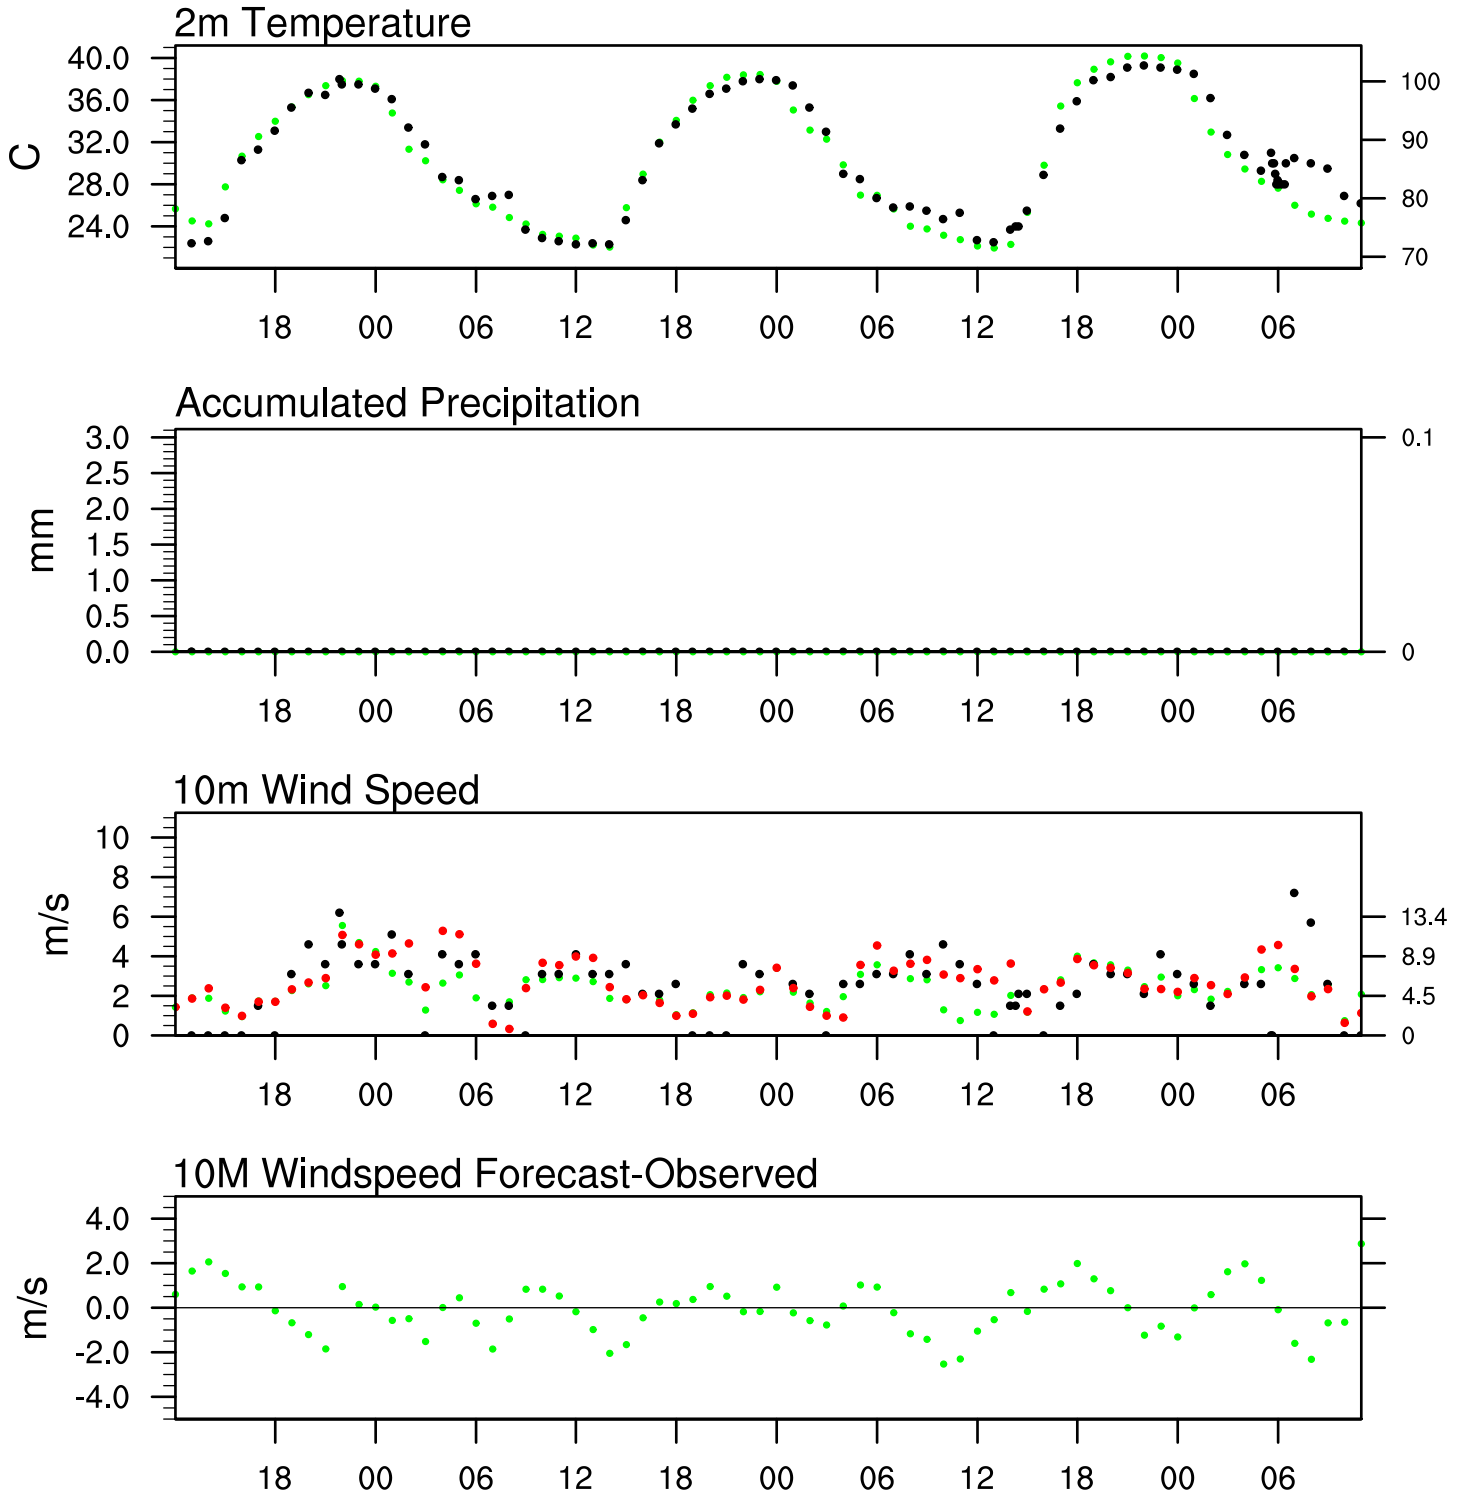 2m Temperature
40.0
36.0
32.0
28.0
24.0
C
100
90
80
70
18 00 06 12 18 00 06 12 18 00 06
Accumulated Precipitation
3.0
2.5
2.0
1.5
1.0
0.5
0.0
mm
0.1
0
18 00 06 12 18 00 06 12 18 00 06
10m Wind Speed
10
8
6
4
2
0
m/s
13.4
8.9
4.5
0
18 00 06 12 18 00 06 12 18 00 06
10M Windspeed Forecast-Observed
4.0
2.0
0.0
-2.0
-4.0
m/s
18 00 06 12 18 00 06 12 18 00 06